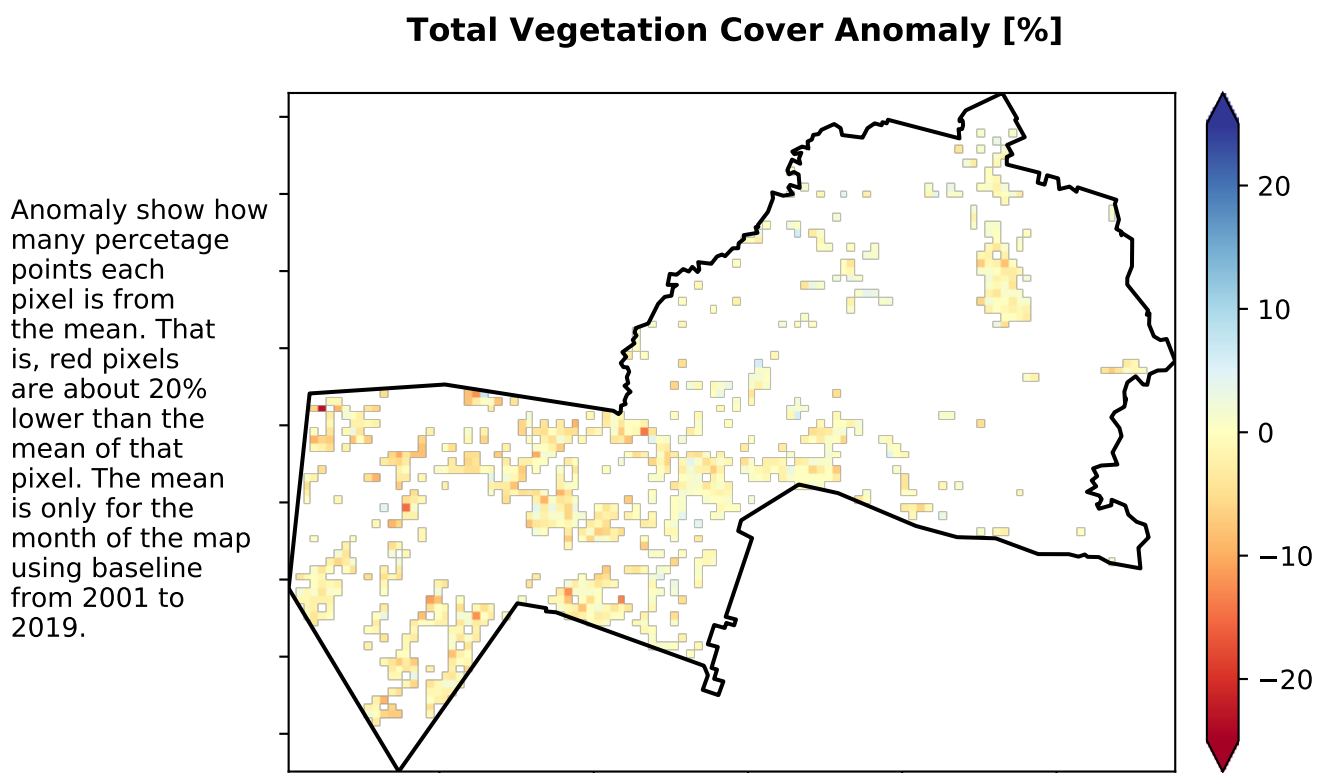 Total Vegetation Cover Anomaly [%]
Anomaly show how
many percetage
points each
pixel is from
the mean. That
is, red pixels
are about 20%
lower than the
mean of that
pixel. The mean
is only for the
month of the map
using baseline
from 2001 to
2019.
20
10
0
−10
−20